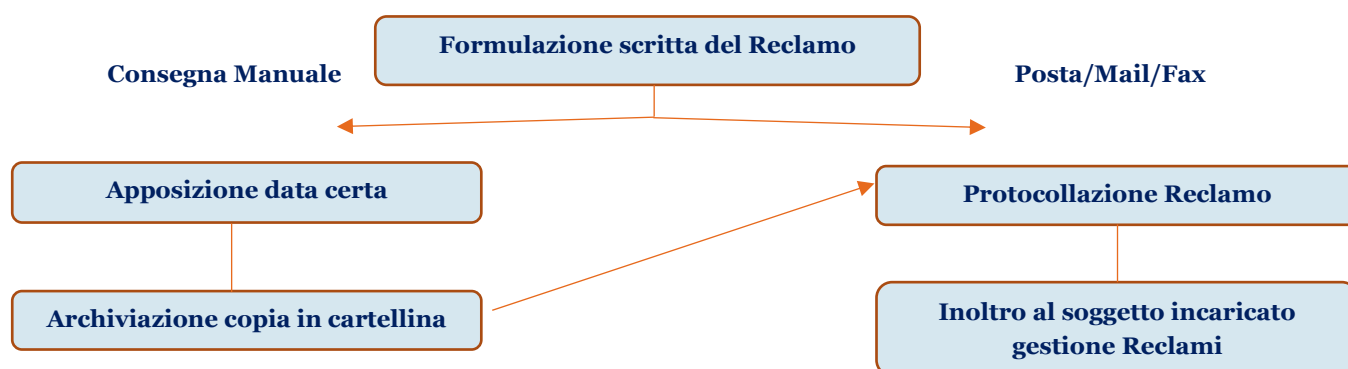 Formulazione scritta del Reclamo
Consegna Manuale
Posta/Mail/Fax
Apposizione data certa
Protocollazione Reclamo
Archiviazione copia in cartellina
Inoltro al soggetto incaricato
gestione Reclami